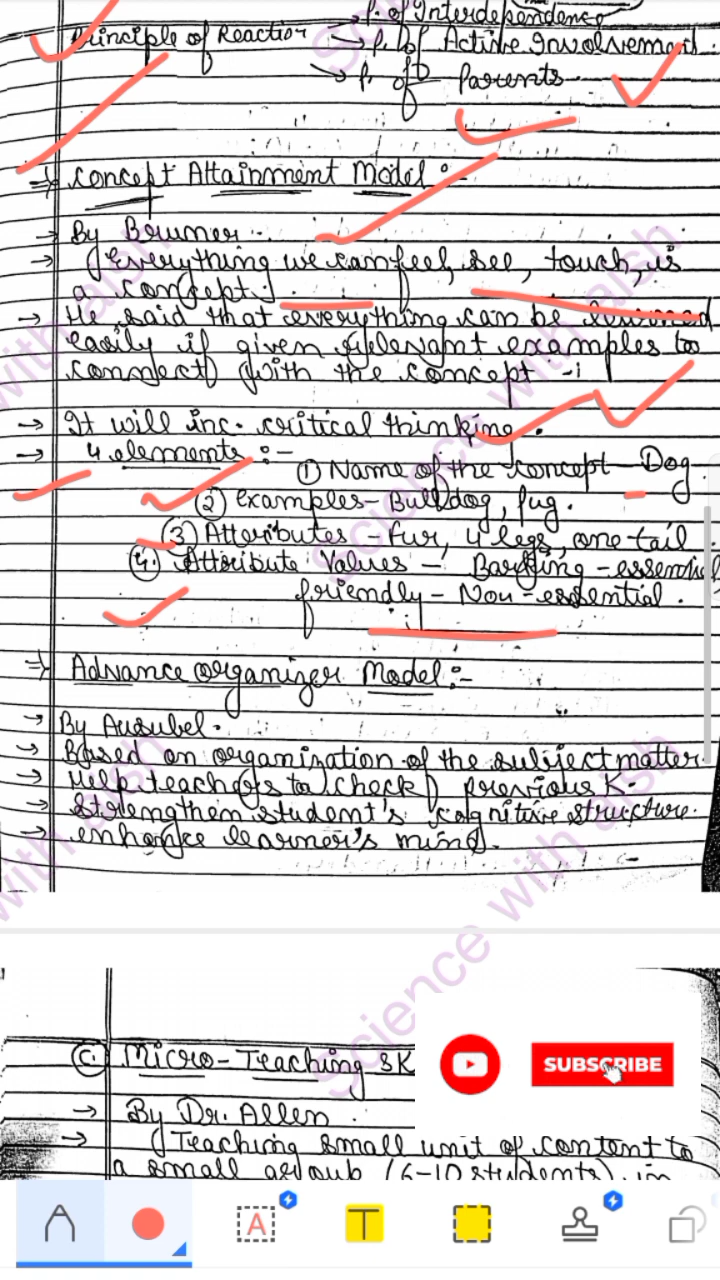 P. of Interdependence
Principle of Reaction → P. of Active Involvement.
→ P. of Parents.
⇒ Concept Attainment Model :-
→ By Bruner.
→ Everything we can feel, see, touch, is
a concept.
→ He said that everything can be learned
easily if given relevant examples to
connect with the concept -
→ It will inc. critical thinking.
→ 4 elements :-
① Name of the concept - Dog
② examples - Bulldog, pug.
③ Attributes - Fur, 4 legs, one tail.
④. Attribute Values - Barking - essential
friendly - Non-essential.
⇒ Advance organizer Model :-
→ By Ausubel.
→ Based on organization of the subject matter.
→ Help teachers to check previous K.
→ Strengthen student's cognitive structure.
→ enhance learner's mind.
Science with aish
C. Micro-Teaching SK
SUBSCRIBE
→ By Dr. Allen.
→ Teaching small unit of content to
a small group (6-10 students) in
A
T